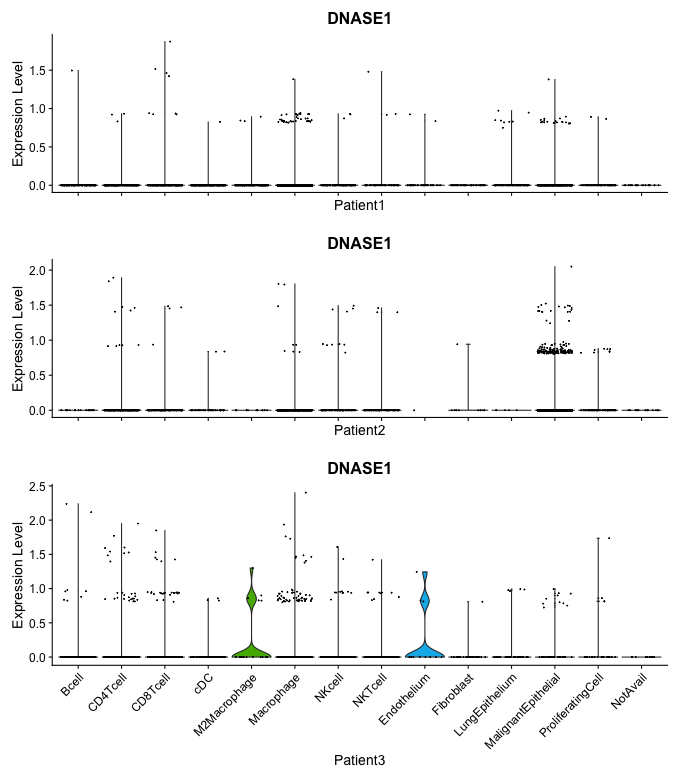 DNASE1
Expression Level
1.5
1.0
0.5
0.0
Patient1
DNASE1
Expression Level
2.0
1.5
1.0
0.5
0.0
Patient2
DNASE1
Expression Level
2.5
2.0
1.5
1.0
0.5
0.0
Bcell
CD4Tcell
CD8Tcell
cDC
M2Macrophage
Macrophage
NKcell
NKTcell
Endothelium
Fibroblast
LungEpithelium
MalignantEpithelial
ProliferatingCell
NotAvail
Patient3